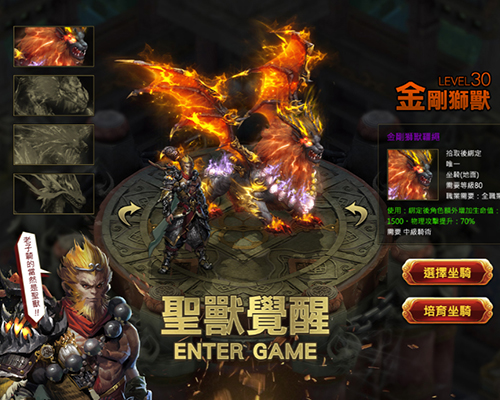 LEVEL30
金剛獅獸
金剛獅獸韁繩
拾取後綁定
唯一
坐騎(地面)
需要等級80
職業需要：全職業
使用：綁定後角色額外增加生命值：
1500，物理攻擊提升：70%
需要 中級騎術
選擇坐騎
培育坐騎
老子騎的
當然是聖獸!!
聖獸覺醒
ENTER GAME